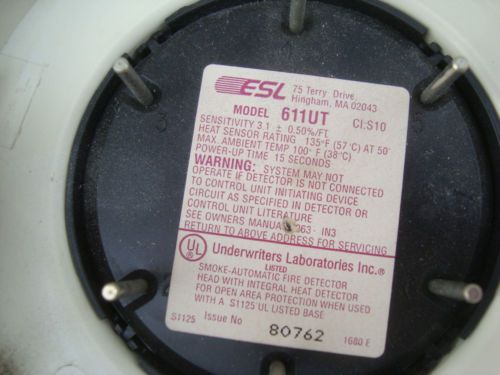 ESL
75 Terry Drive,
Hingham, MA 02043
MODEL 611UT CI:S10
SENSITIVITY 3.1 ± 0.50%/FT.
HEAT SENSOR RATING 135°F (57°C) AT 50'
MAX. AMBIENT TEMP 100°F (38°C)
POWER-UP TIME 15 SECONDS
WARNING: SYSTEM MAY NOT
OPERATE IF DETECTOR IS NOT CONNECTED
TO CONTROL UNIT INITIATING DEVICE
CIRCUIT AS SPECIFIED IN DETECTOR OR
CONTROL UNIT LITERATURE
SEE OWNERS MANUAL 063 - IN3
RETURN TO ABOVE ADDRESS FOR SERVICING
UL Underwriters Laboratories Inc.®
LISTED
SMOKE-AUTOMATIC FIRE DETECTOR
HEAD WITH INTEGRAL HEAT DETECTOR
FOR OPEN AREA PROTECTION WHEN USED
WITH A S1125 UL LISTED BASE
S1125 Issue No 80762 1680 E